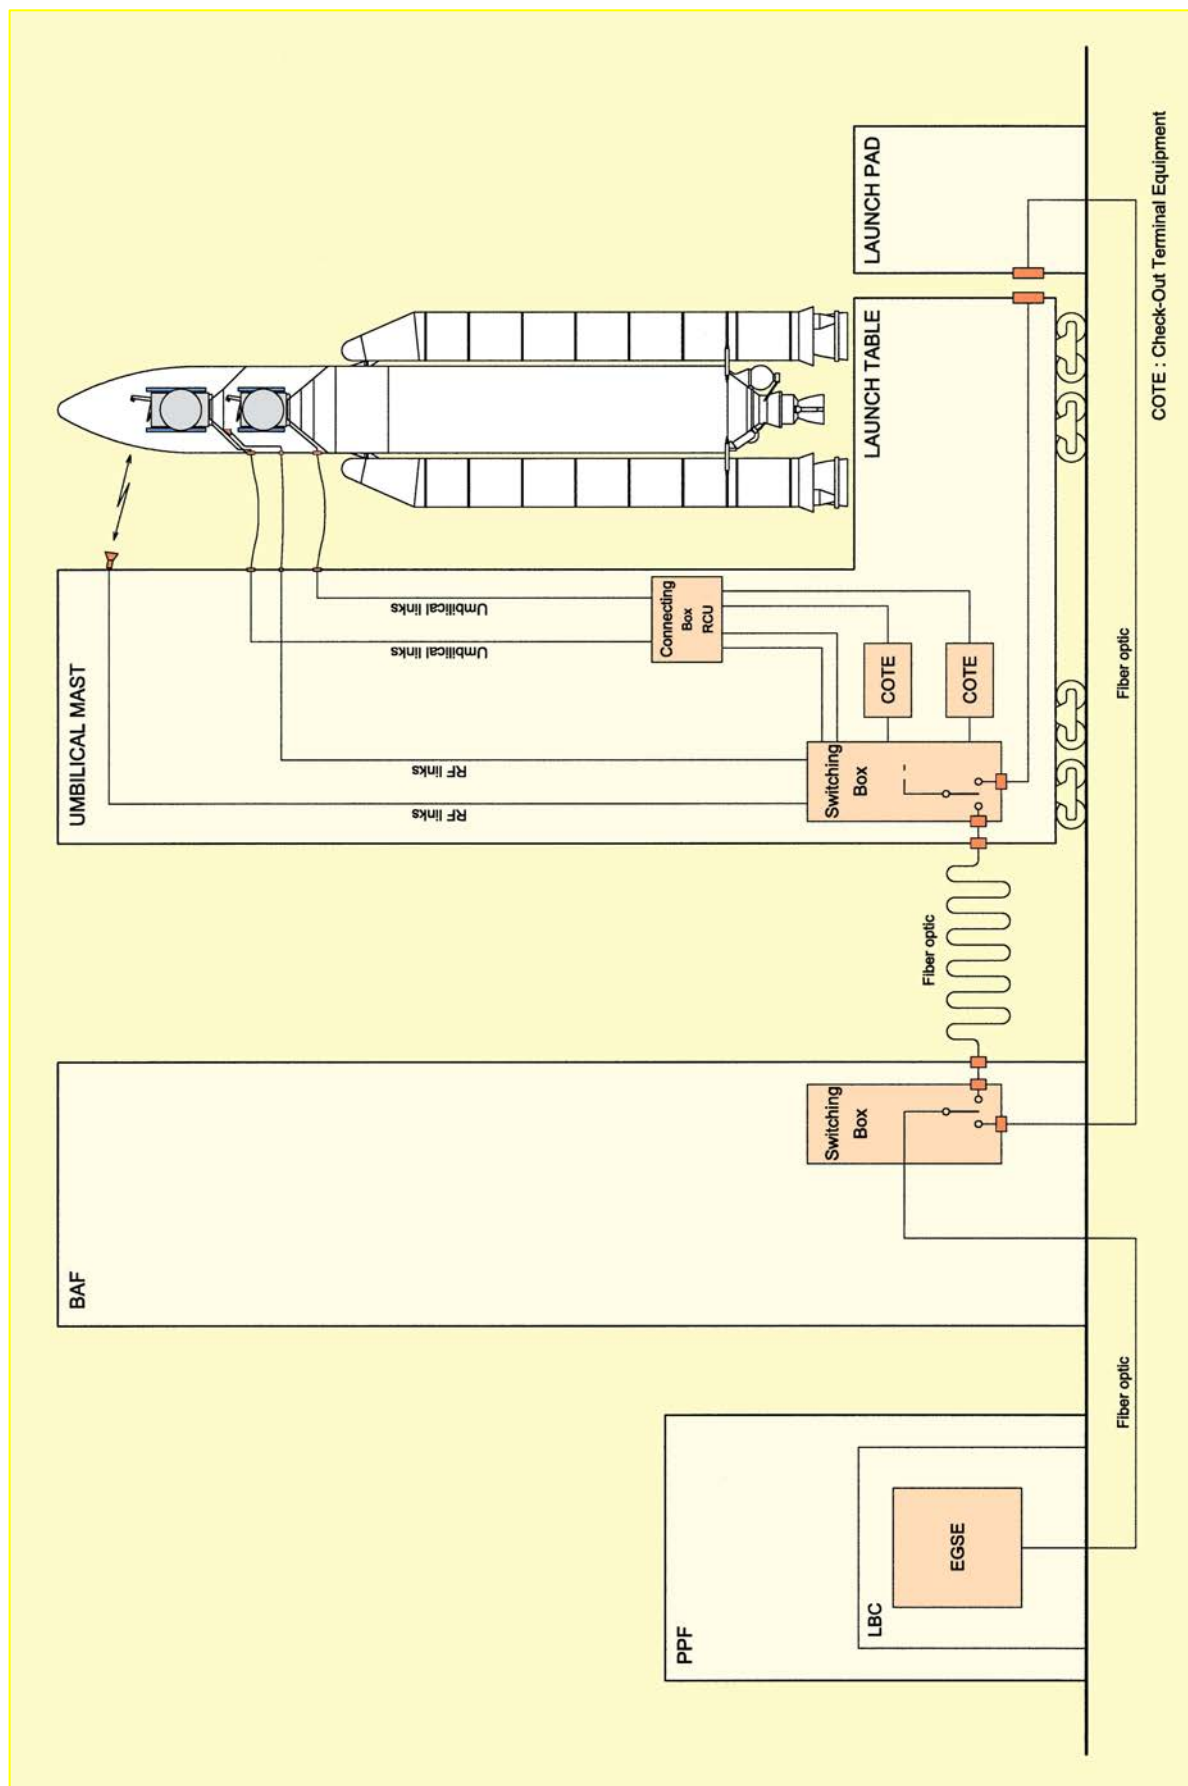 UMBILICAL MAST
Umbilical links
Umbilical links
RF links
RF links
Connecting
Box
RCU
COTE
COTE
Switching
Box
LAUNCH TABLE
LAUNCH PAD
BAF
Switching
Box
Fiber optic
Fiber optic
PPF
LBC
EGSE
Fiber optic
COTE : Check-Out Terminal Equipment